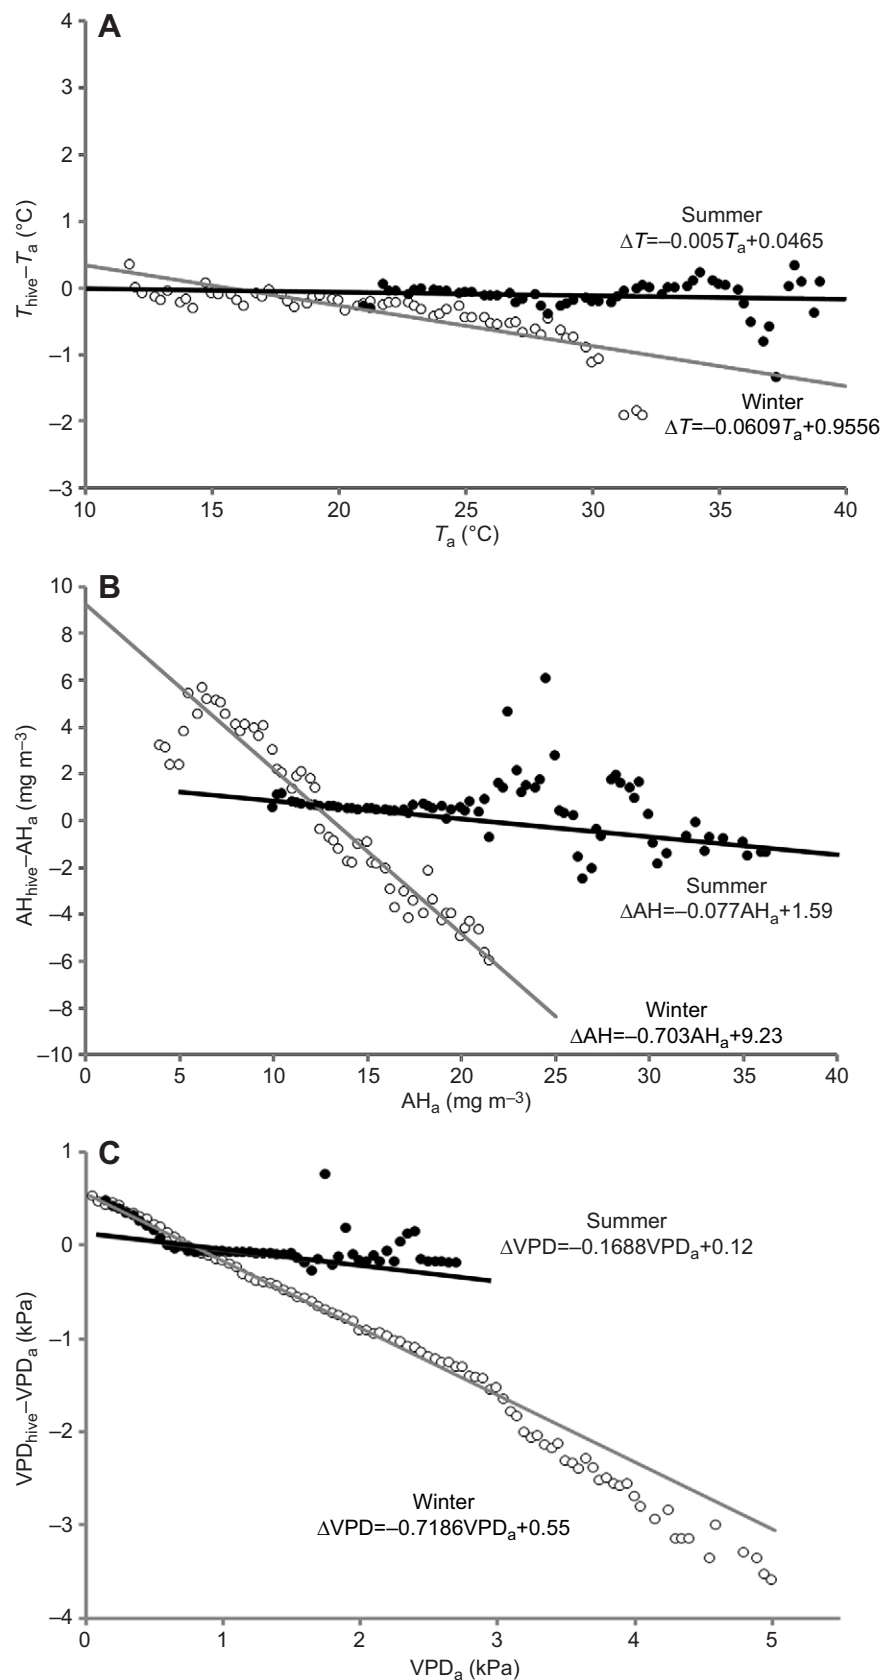 A
4
3
2
1
0
–1
–2
–3
T_hive–T_a (°C)
Summer
ΔT=–0.005T_a+0.0465
Winter
ΔT=–0.0609T_a+0.9556
10 15 20 25 30 35 40
T_a (°C)
B
10
8
6
4
2
0
–2
–4
–6
–8
–10
AH_hive–AH_a (mg m⁻³)
Summer
ΔAH=–0.077AH_a+1.59
Winter
ΔAH=–0.703AH_a+9.23
0 5 10 15 20 25 30 35 40
AH_a (mg m⁻³)
C
1
0
–1
–2
–3
–4
VPD_hive–VPD_a (kPa)
Summer
ΔVPD=–0.1688VPD_a+0.12
Winter
ΔVPD=–0.7186VPD_a+0.55
0 1 2 3 4 5
VPD_a (kPa)